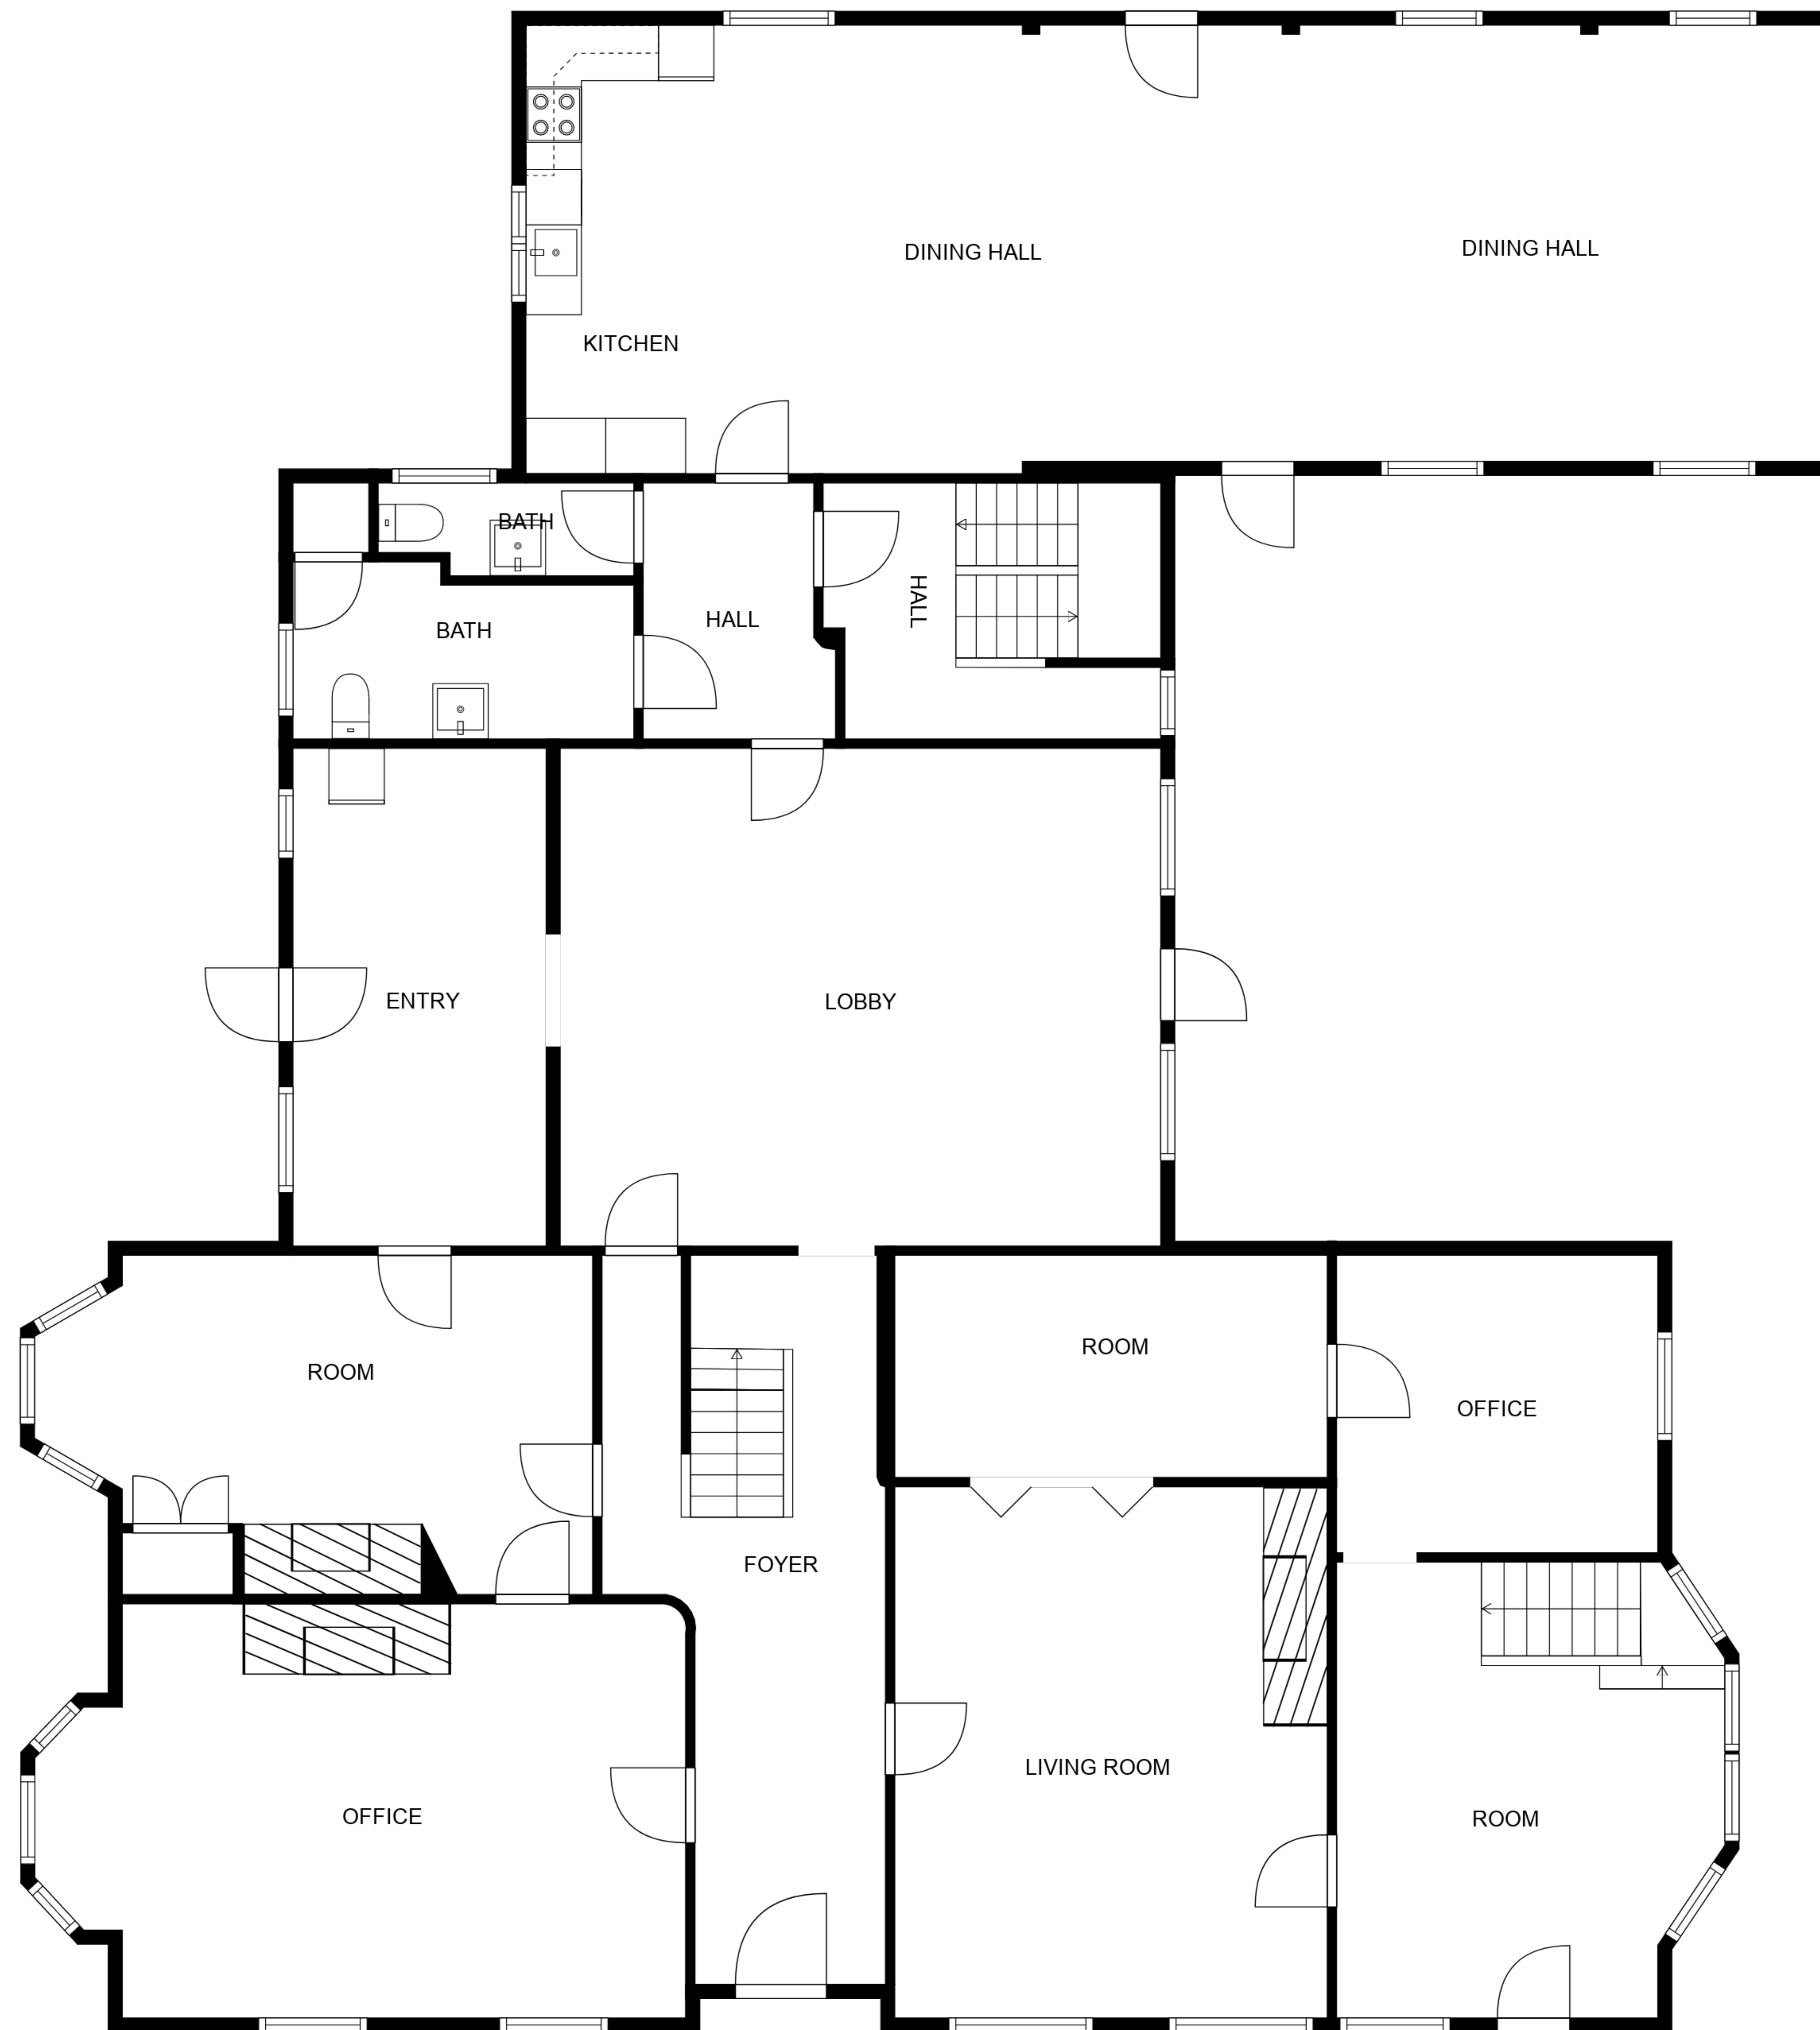 DINING HALL
DINING HALL
KITCHEN
BATH
HALL
HALL
BATH
ENTRY
LOBBY
ROOM
ROOM
OFFICE
FOYER
LIVING ROOM
OFFICE
ROOM